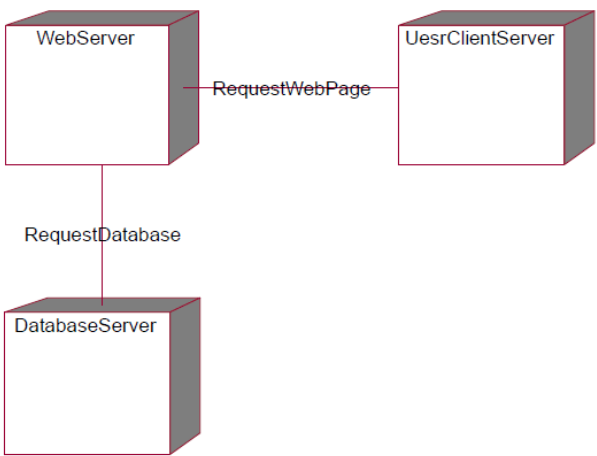 WebServer
UesrClientServer
RequestWebPage
RequestDatabase
DatabaseServer